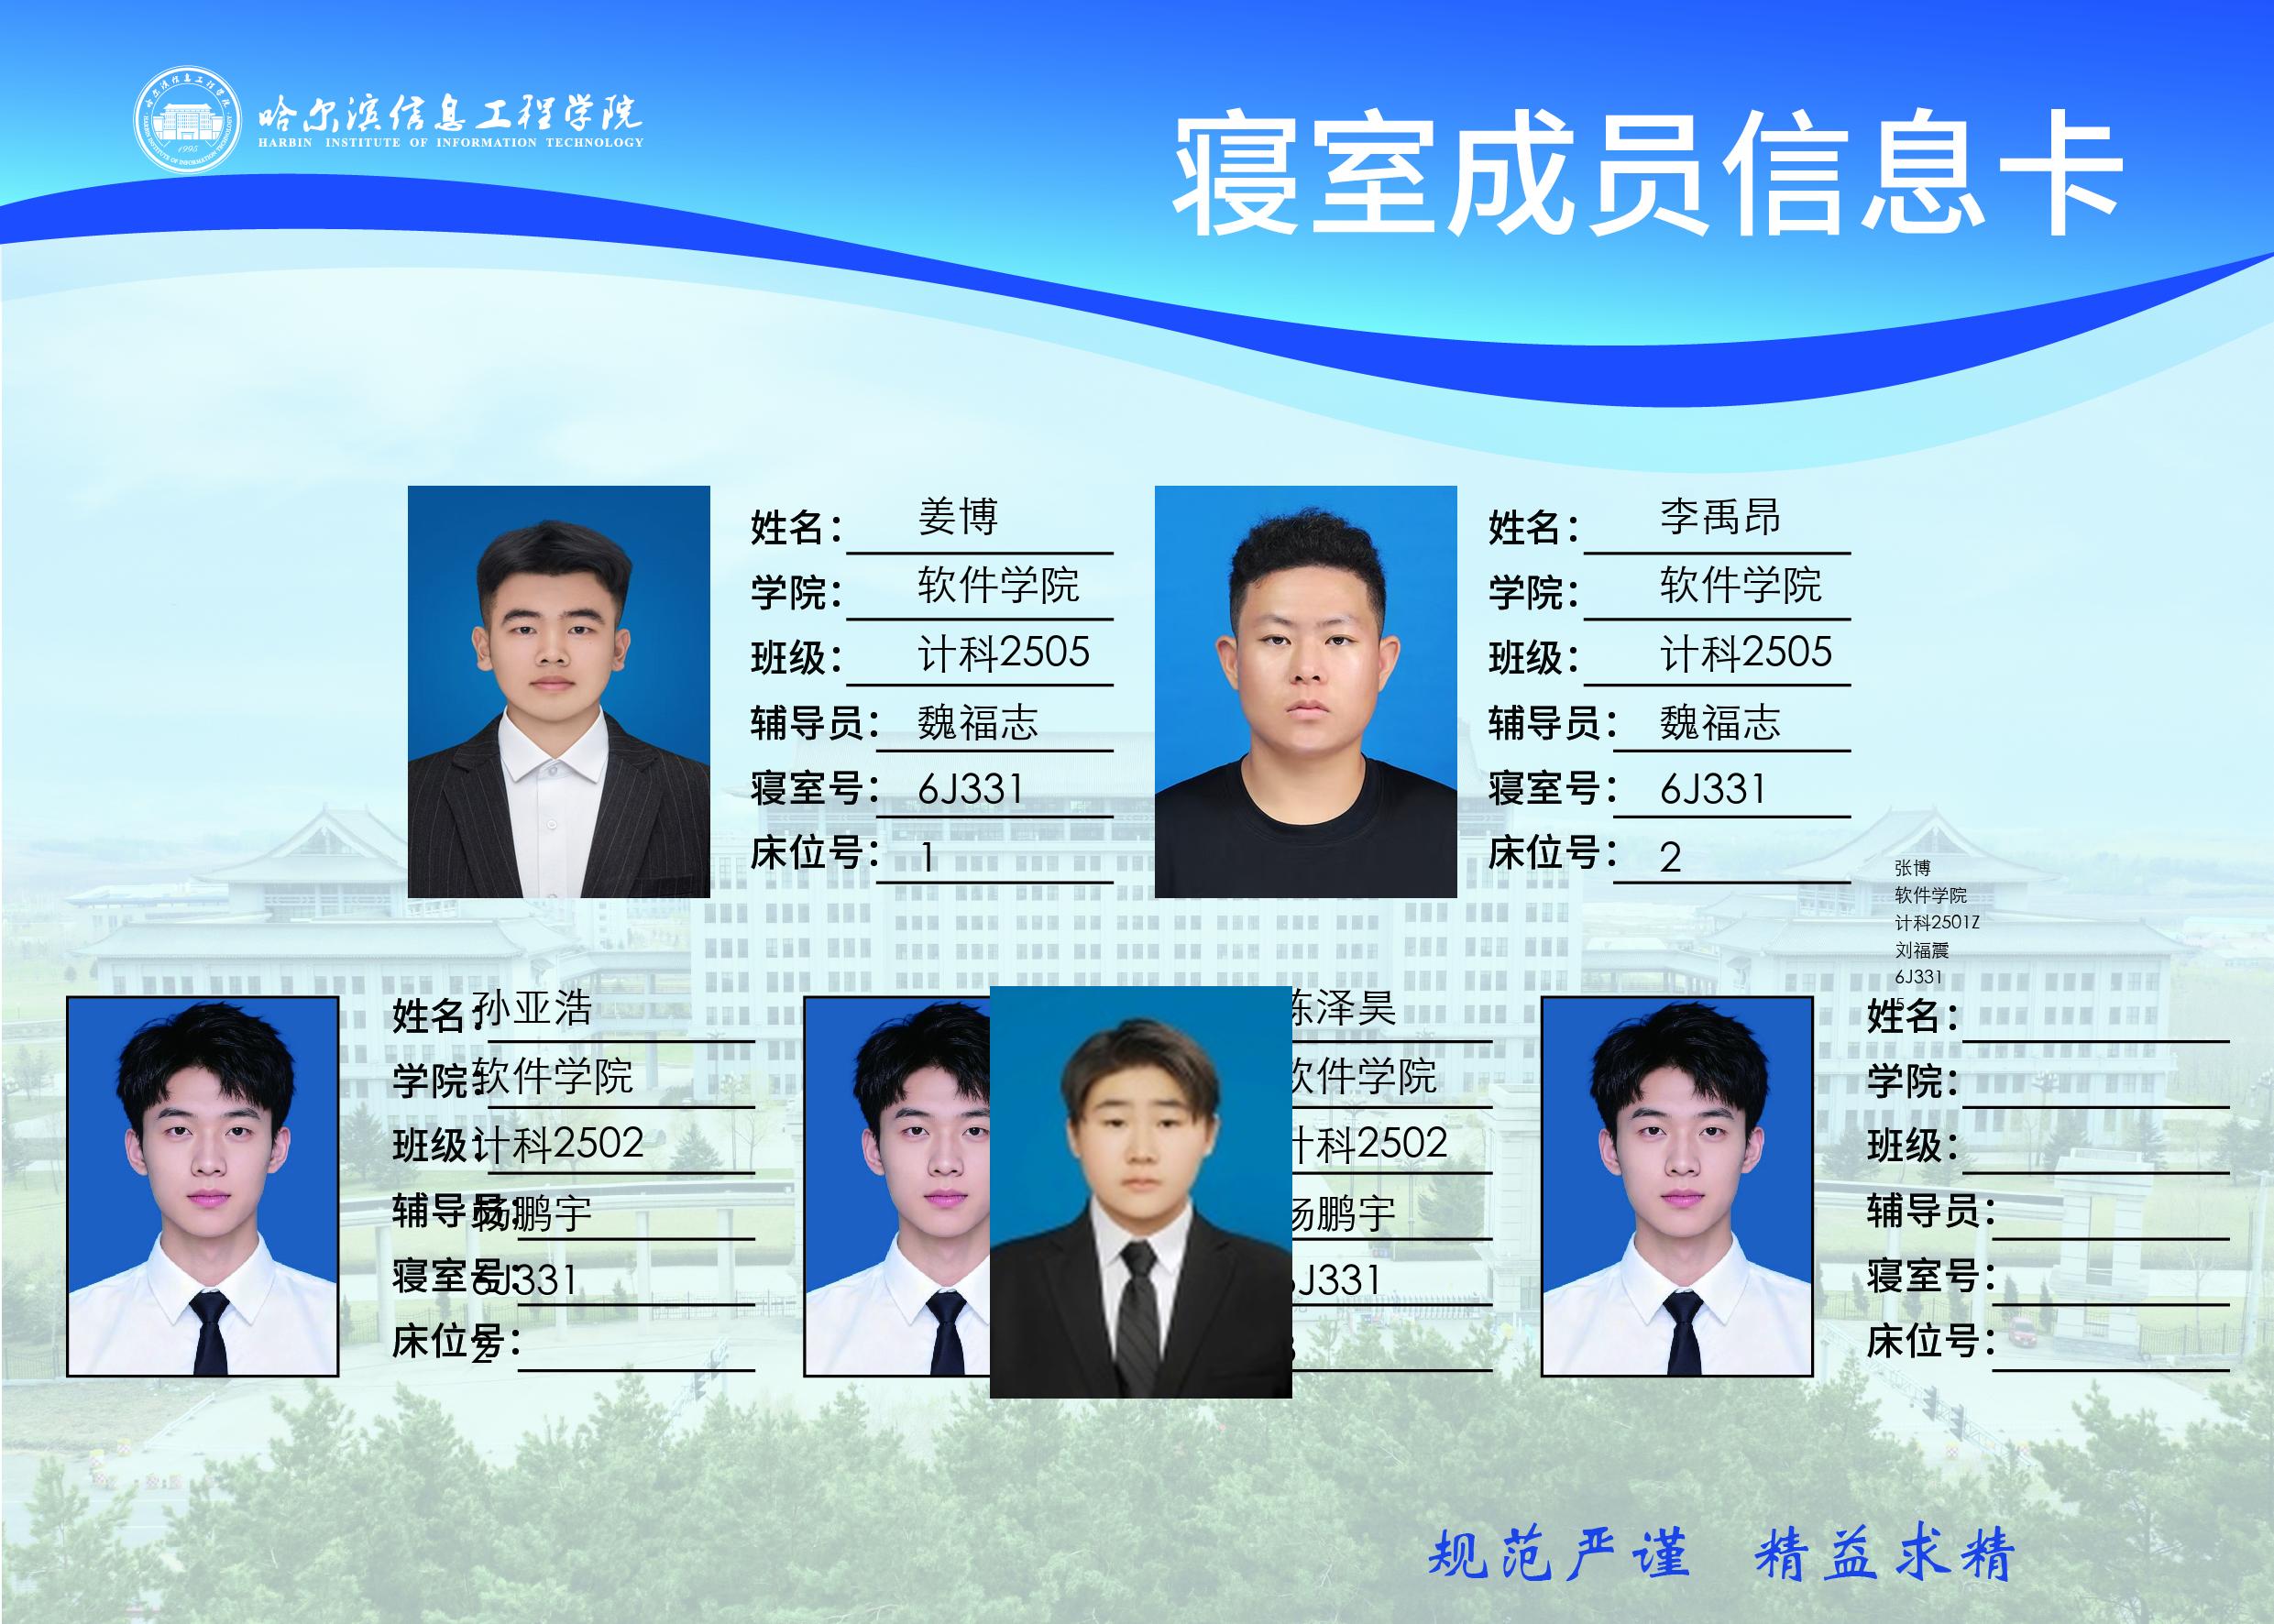 哈尔滨信息工程学院
HARBIN INSTITUTE OF INFORMATION TECHNOLOGY
1995
寝室成员信息卡
姓名： 姜博
学院： 软件学院
班级： 计科2505
辅导员： 魏福志
寝室号： 6J331
床位号： 1
姓名： 李禹昂
学院： 软件学院
班级： 计科2505
辅导员： 魏福志
寝室号： 6J331
床位号： 2
张博
软件学院
计科2501Z
刘福震
6J331
5
姓名：孙亚浩
学院：软件学院
班级：计科2502
辅导员：杨鹏宇
寝室号：6J331
床位号：2
泽昊
件学院
科2502
鹏宇
J331
姓名：
学院：
班级：
辅导员：
寝室号：
床位号：
规范严谨 精益求精